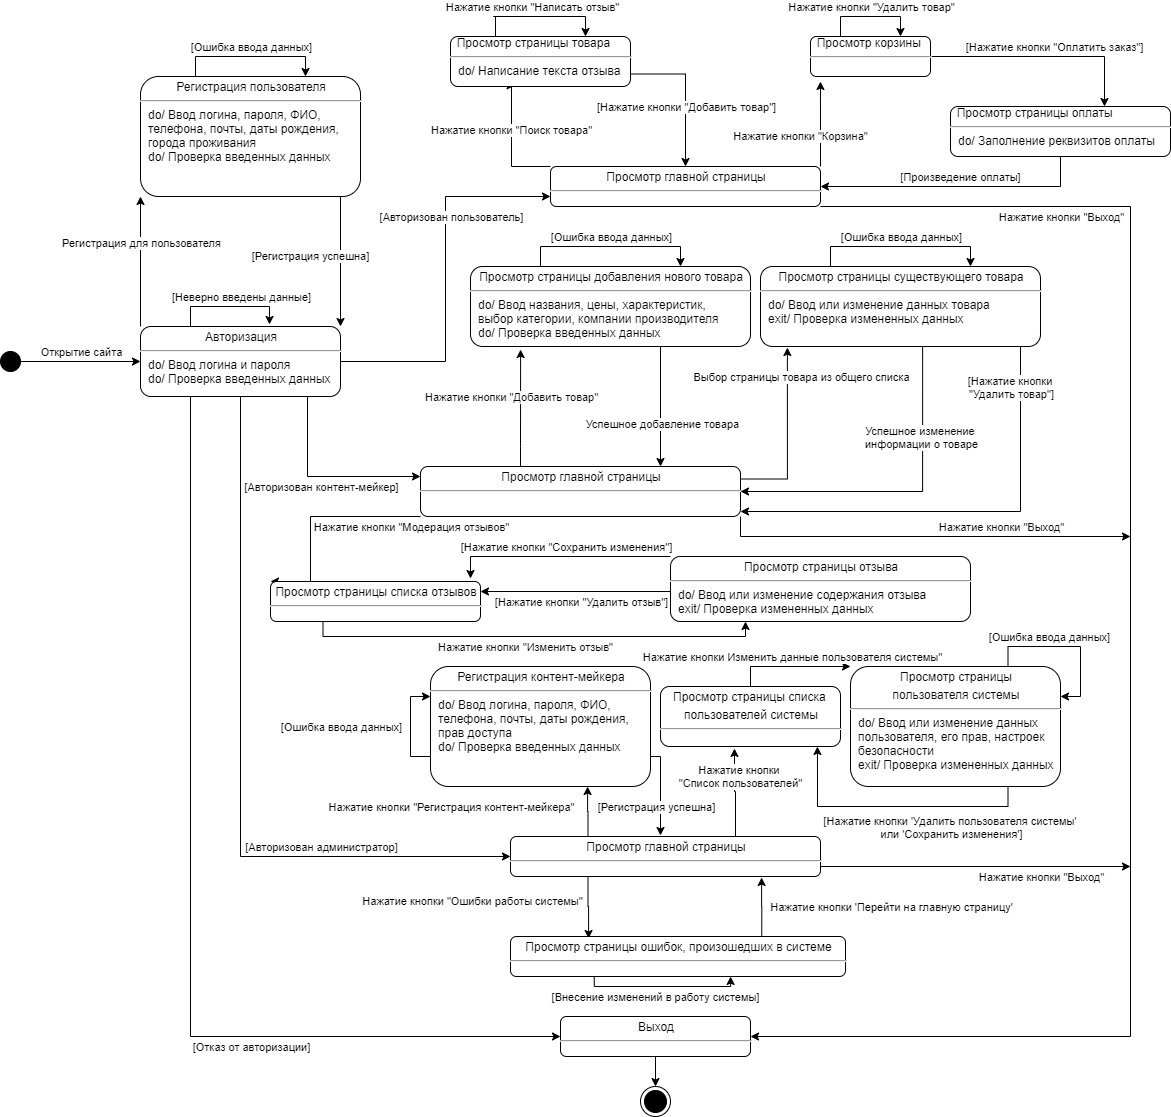 Нажатие кнопки "Написать отзыв"
Нажатие кнопки "Удалить товар"
Просмотр страницы товара
do/ Написание текста отзыва
Просмотр корзины
[Нажатие кнопки "Оплатить заказ"]
[Ошибка ввода данных]
Регистрация пользователя
do/ Ввод логина, пароля, ФИО,
телефона, почты, даты рождения,
города проживания
do/ Проверка введенных данных
[Нажатие кнопки "Добавить товар"]
Нажатие кнопки "Поиск товара"
Нажатие кнопки "Корзина"
Просмотр страницы оплаты
do/ Заполнение реквизитов оплаты
Просмотр главной страницы
[Произведение оплаты]
[Авторизован пользователь]
Нажатие кнопки "Выход"
Регистрация для пользователя
[Регистрация успешна]
[Ошибка ввода данных]
[Ошибка ввода данных]
Просмотр страницы добавления нового товара
do/ Ввод названия, цены, характеристик,
выбор категории, компании производителя
do/ Проверка введенных данных
Просмотр страницы существующего товара
do/ Ввод или изменение данных товара
exit/ Проверка измененных данных
[Неверно введены данные]
Авторизация
do/ Ввод логина и пароля
do/ Проверка введенных данных
Открытие сайта
Нажатие кнопки "Добавить товар"
Успешное добавление товара
Выбор страницы товара из общего списка
[Нажатие кнопки
"Удалить товар"]
Успешное изменение
информации о товаре
Просмотр главной страницы
[Авторизован контент-мейкер]
Нажатие кнопки "Модерация отзывов"
Нажатие кнопки "Выход"
[Нажатие кнопки "Сохранить изменения"]
Просмотр страницы отзыва
do/ Ввод или изменение содержания отзыва
exit/ Проверка измененных данных
Просмотр страницы списка отзывов
[Нажатие кнопки "Удалить отзыв"]
Нажатие кнопки "Изменить отзыв"
Нажатие кнопки Изменить данные пользователя системы"
[Ошибка ввода данных]
Регистрация контент-мейкера
do/ Ввод логина, пароля, ФИО,
телефона, почты, даты рождения,
прав доступа
do/ Проверка введенных данных
[Ошибка ввода данных]
Просмотр страницы списка
пользователей системы
Просмотр страницы
пользователя системы
do/ Ввод или изменение данных
пользователя, его прав, настроек
безопасности
exit/ Проверка измененных данных
Нажатие кнопки
"Список пользователей"
Нажатие кнопки "Регистрация контент-мейкера"
[Регистрация успешна]
[Нажатие кнопки 'Удалить пользователя системы'
или 'Сохранить изменения']
[Авторизован администратор]
Просмотр главной страницы
Нажатие кнопки "Выход"
Нажатие кнопки "Ошибки работы системы"
Нажатие кнопки 'Перейти на главную страницу'
Просмотр страницы ошибок, произошедших в системе
[Внесение изменений в работу системы]
Выход
[Отказ от авторизации]